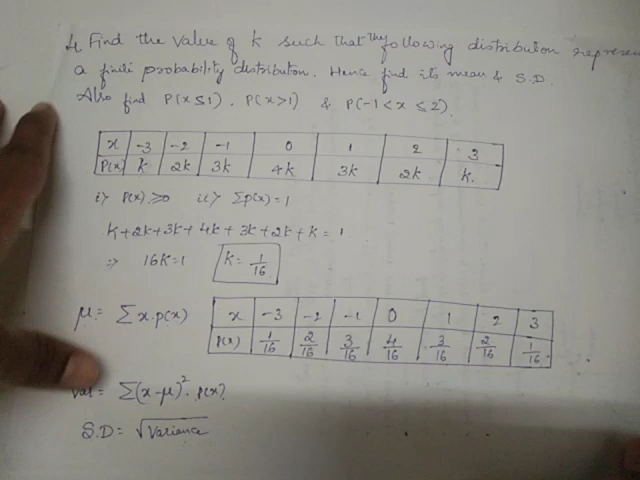 4. Find the value of k such that the following distribution represen
a finite probability distribution. Hence find its mean & S.D.
Also find P(x≤1), P(x>1) & P(-1<x≤2).
x -3 -2 -1 0 1 2 3
P(x) k 2k 3k 4k 3k 2k k.
i> P(x)≥0 ii> Σp(x)=1
k+2k+3k+4k+3k+2k+k=1
⇒ 16k=1 k=1/16
μ= Σx.p(x)
x -3 -2 -1 0 1 2 3
P(x) 1/16 2/16 3/16 4/16 3/16 2/16 1/16
Var= Σ(x-μ)². P(x).
S.D= √Variance